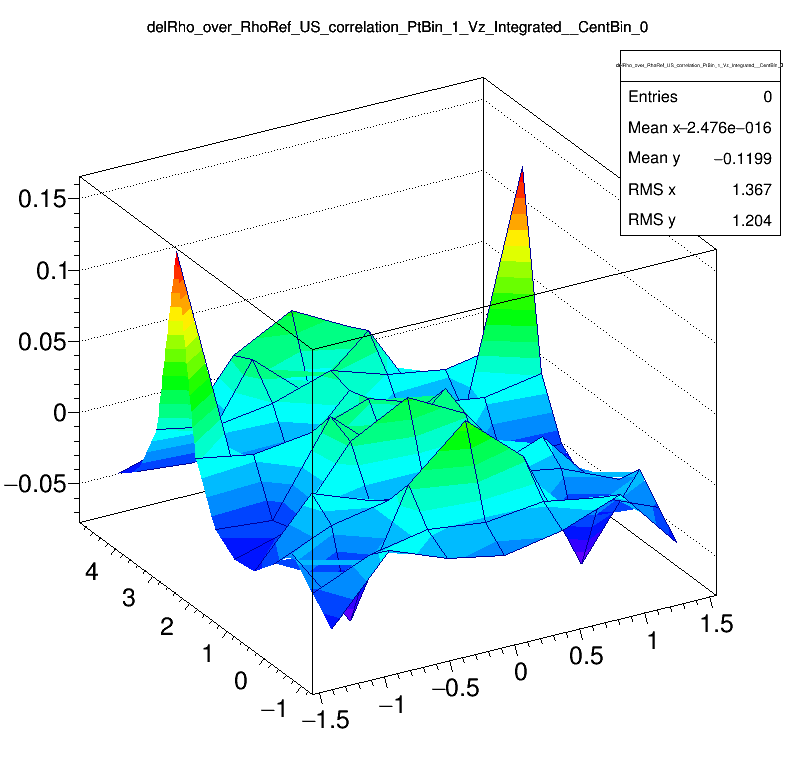 delRho_over_RhoRef_US_correlation_PtBin_1_Vz_Integrated__CentBin_0
delRho_over_RhoRef_US_correlation_PtBin_1_Vz_Integrated__CentBin_0
Entries 0
Mean x −2.476e−016
Mean y −0.1199
RMS x 1.367
RMS y 1.204
0.15
0.1
0.05
0
−0.05
4
3
2
1
0
−1
−1.5
−1
−0.5
0
0.5
1
1.5